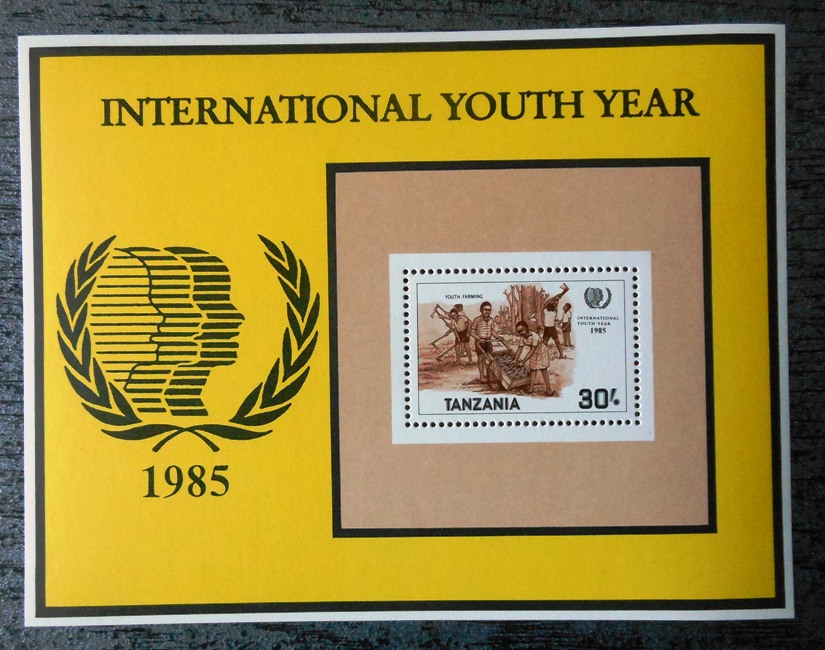 INTERNATIONAL YOUTH YEAR
1985
YOUTH FARMING
INTERNATIONAL
YOUTH YEAR
1985
TANZANIA
30/-